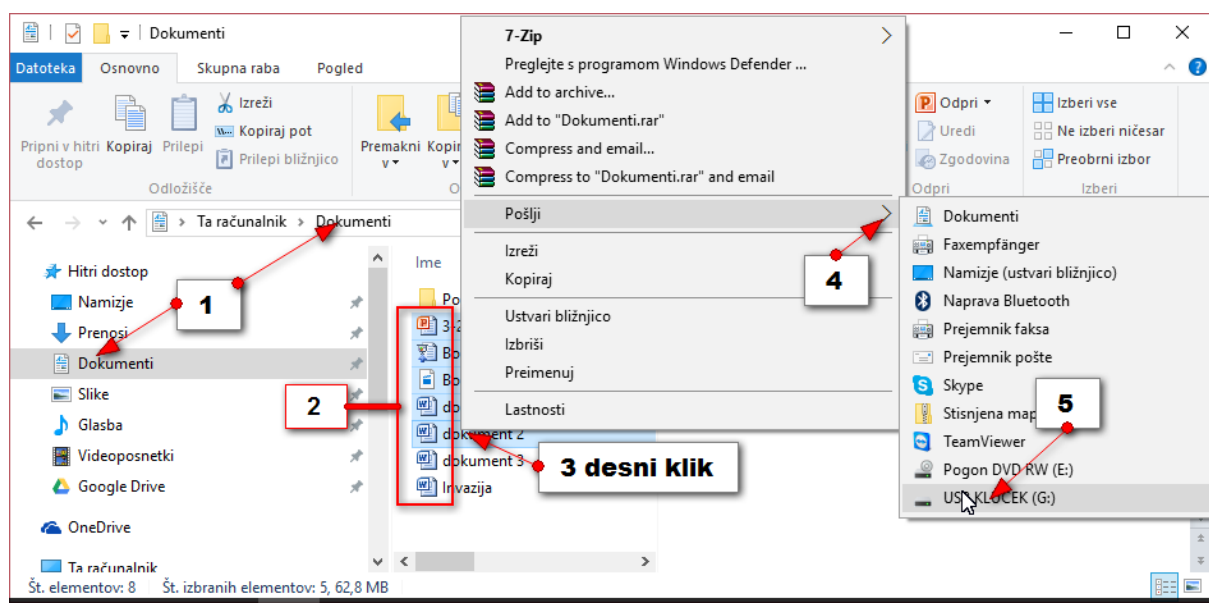 Dokumenti
Datoteka Osnovno Skupna raba Pogled
Pripni v hitri dostop
Kopiraj
Prilepi
Izreži
Kopiraj pot
Prilepi bližnjico
Odložišče
Premakni v
v
Odpri
Uredi
Zgodovina
Odpri
Izberi vse
Ne izberi ničesar
Preobrni izbor
Izberi
Ta računalnik > Dokumenti
Hitri dostop
Namizje
Prenosi
Dokumenti
Slike
Glasba
Videoposnetki
Google Drive
OneDrive
Ta računalnik
Ime
dokument 2
dokument 3
Invazija
7-Zip
Preglejte s programom Windows Defender ...
Add to archive...
Add to "Dokumenti.rar"
Compress and email...
Compress to "Dokumenti.rar" and email
Pošlji
Izreži
Kopiraj
Ustvari bližnjico
Izbriši
Preimenuj
Lastnosti
Dokumenti
Faxempfänger
Namizje (ustvari bližnjico)
Naprava Bluetooth
Prejemnik faksa
Prejemnik pošte
Skype
Stisnjena
TeamViewer
Pogon DVD RW (E:)
USB KLJUCEK (G:)
1
2
3 desni klik
4
5
Št. elementov: 8 Št. izbranih elementov: 5, 62,8 MB